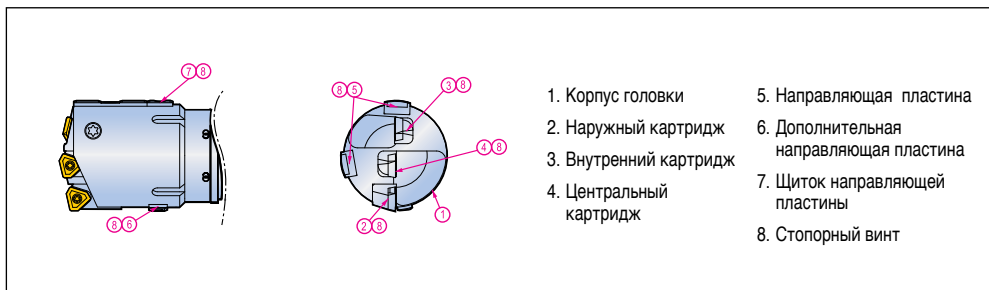 7 8
8 6
8 5
3 8
4 8
2 8
1
1. Корпус головки
2. Наружный картридж
3. Внутренний картридж
4. Центральный
картридж
5. Направляющая пластина
6. Дополнительная
направляющая пластина
7. Щиток направляющей
пластины
8. Стопорный винт